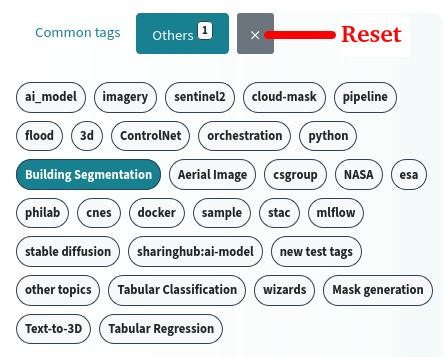 Common tags Others 1 × Reset
ai_model imagery sentinel2 cloud-mask pipeline
flood 3d ControlNet orchestration python
Building Segmentation Aerial Image csgroup NASA esa
philab cnes docker sample stac mlflow
stable diffusion sharinghub:ai-model new test tags
other topics Tabular Classification wizards Mask generation
Text-to-3D Tabular Regression